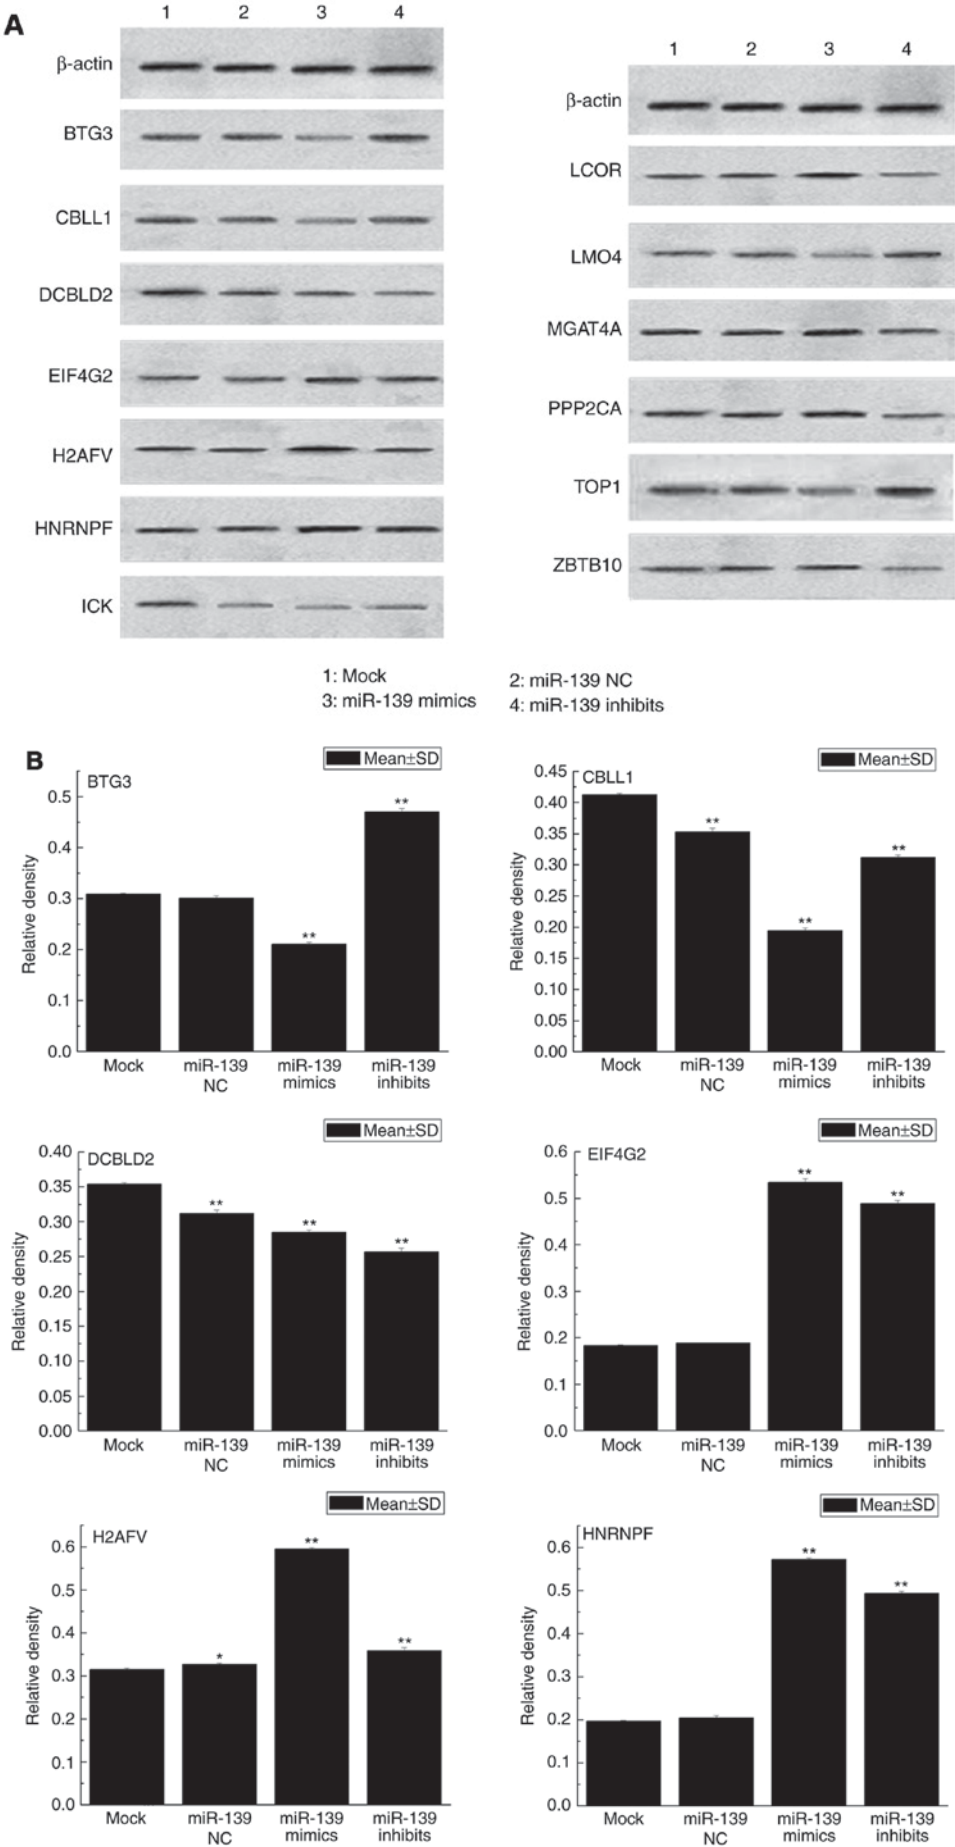 A
1 2 3 4
β-actin
BTG3
CBLL1
DCBLD2
EIF4G2
H2AFV
HNRNPF
ICK
1 2 3 4
β-actin
LCOR
LMO4
MGAT4A
PPP2CA
TOP1
ZBTB10
1: Mock
2: miR-139 NC
3: miR-139 mimics
4: miR-139 inhibits
B
Mean±SD
BTG3
Relative density
0.5
0.4
0.3
0.2
0.1
0.0
**
**
Mock
miR-139 NC
miR-139 mimics
miR-139 inhibits
Mean±SD
CBLL1
Relative density
0.45
0.40
0.35
0.30
0.25
0.20
0.15
0.10
0.05
0.00
**
**
**
Mock
miR-139 NC
miR-139 mimics
miR-139 inhibits
Mean±SD
DCBLD2
Relative density
0.40
0.35
0.30
0.25
0.20
0.15
0.10
0.05
0.00
**
**
**
Mock
miR-139 NC
miR-139 mimics
miR-139 inhibits
Mean±SD
EIF4G2
Relative density
0.6
0.5
0.4
0.3
0.2
0.1
0.0
**
**
Mock
miR-139 NC
miR-139 mimics
miR-139 inhibits
Mean±SD
H2AFV
Relative density
0.6
0.5
0.4
0.3
0.2
0.1
0.0
*
**
**
Mock
miR-139 NC
miR-139 mimics
miR-139 inhibits
Mean±SD
HNRNPF
Relative density
0.6
0.5
0.4
0.3
0.2
0.1
0.0
**
**
Mock
miR-139 NC
miR-139 mimics
miR-139 inhibits